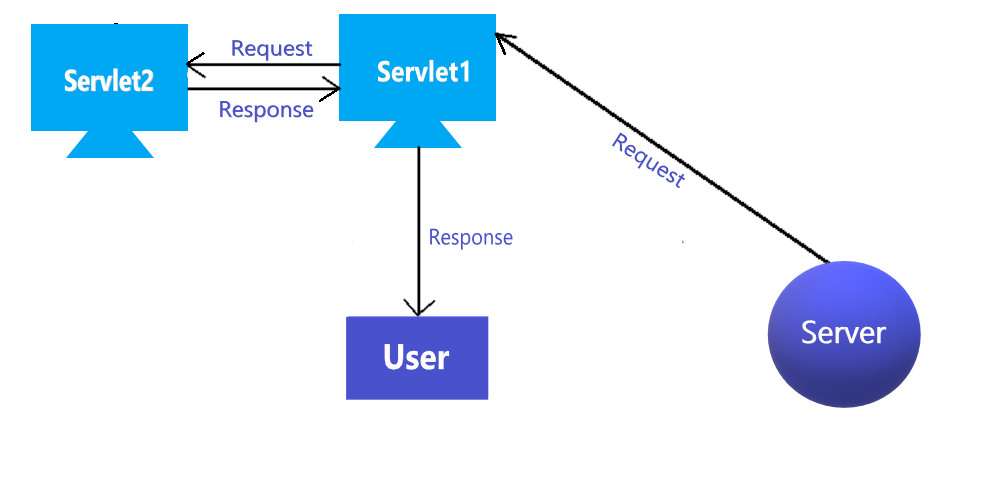 Servlet2
Request
Response
Servlet1
Request
Response
User
Server